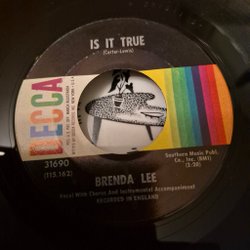 IS IT TRUE
(Carter-Lewis)
DECCA
31690
(115,162)
Southern Music Publ.
Co., Inc. (BMI)
(2:20)
BRENDA LEE
Vocal With Chorus And Instrumental Accompaniment
RECORDED IN ENGLAND